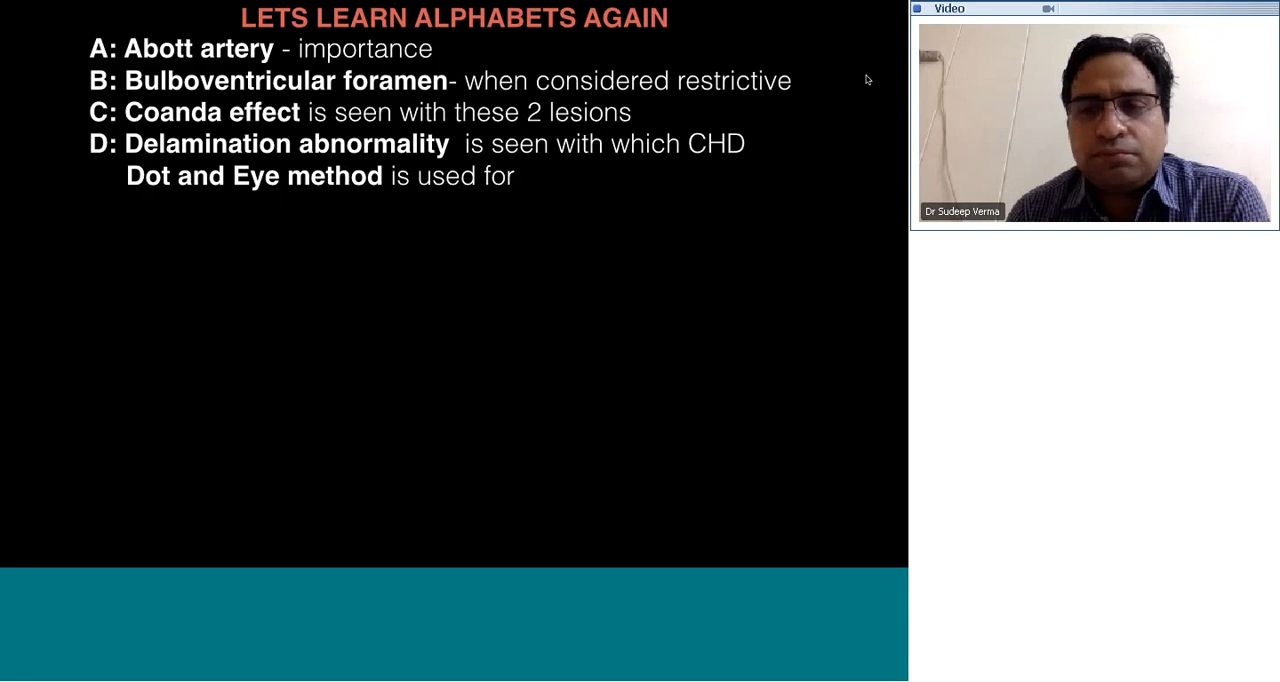 LETS LEARN ALPHABETS AGAIN
A: Abott artery - importance
B: Bulboventricular foramen- when considered restrictive
C: Coanda effect is seen with these 2 lesions
D: Delamination abnormality is seen with which CHD
Dot and Eye method is used for
Video
Dr Sudeep Verma